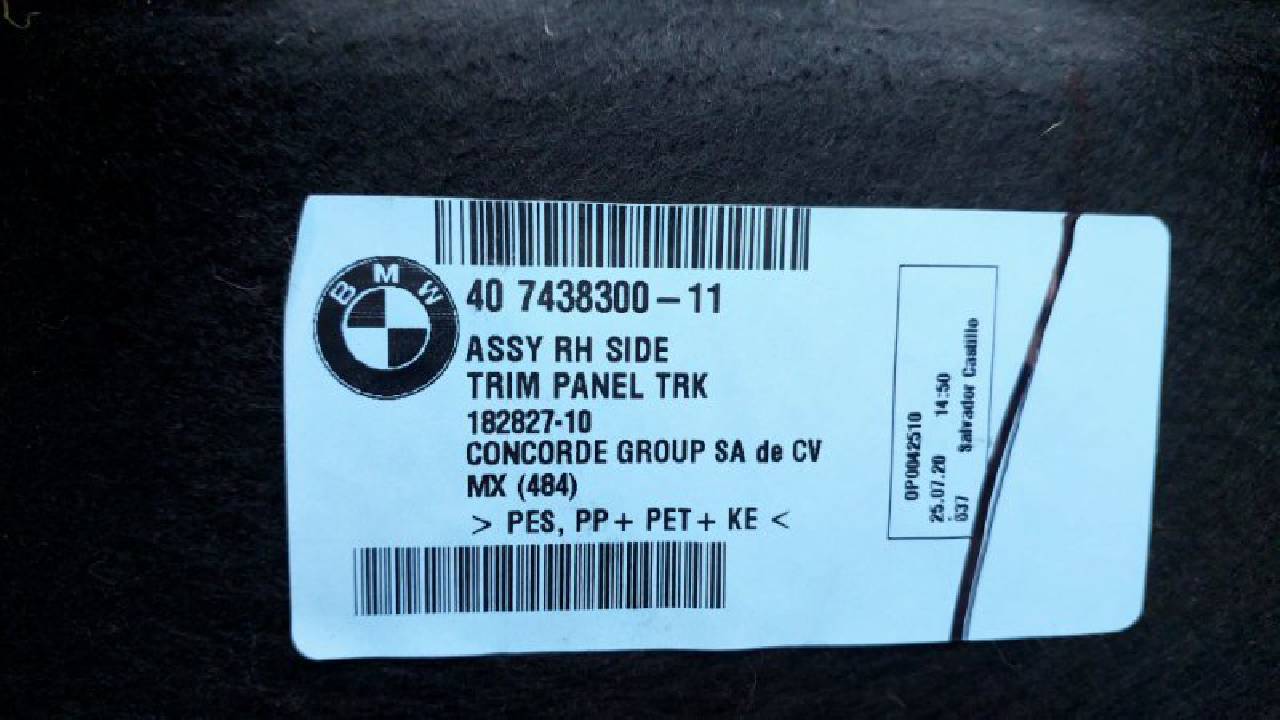 BMW
40 7438300-11
ASSY RH SIDE
TRIM PANEL TRK
182827-10
CONCORDE GROUP SA de CV
MX (484)
> PES, PP+ PET+ KE <
OP0042510
25.07.20 14:50
037 Salvador Castillo